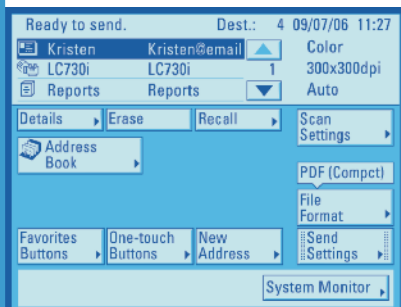 Ready to send. Dest.: 4 09/07/06 11:27
Kristen Kristen@email Color
LC730i LC730i 1 300x300dpi
Reports Reports Auto
Details Erase Recall Scan Settings
Address Book
PDF (Compct)
File Format
Favorites Buttons One-touch Buttons New Address Send Settings
System Monitor